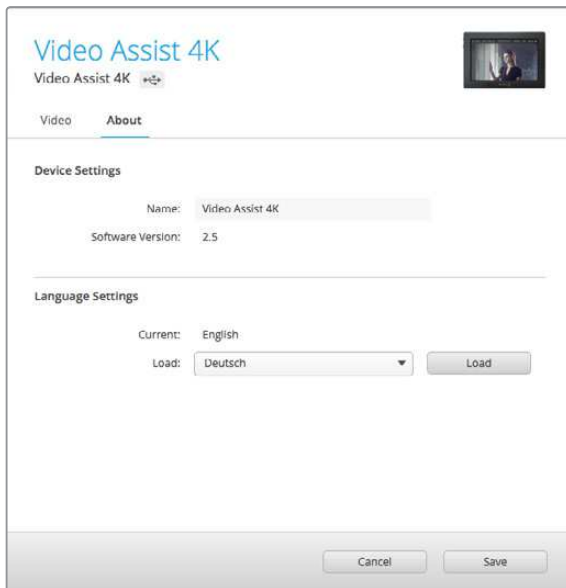 Video Assist 4K
Video Assist 4K
Video About
Device Settings
Name: Video Assist 4K
Software Version: 2.5
Language Settings
Current: English
Load: Deutsch Load
Cancel Save